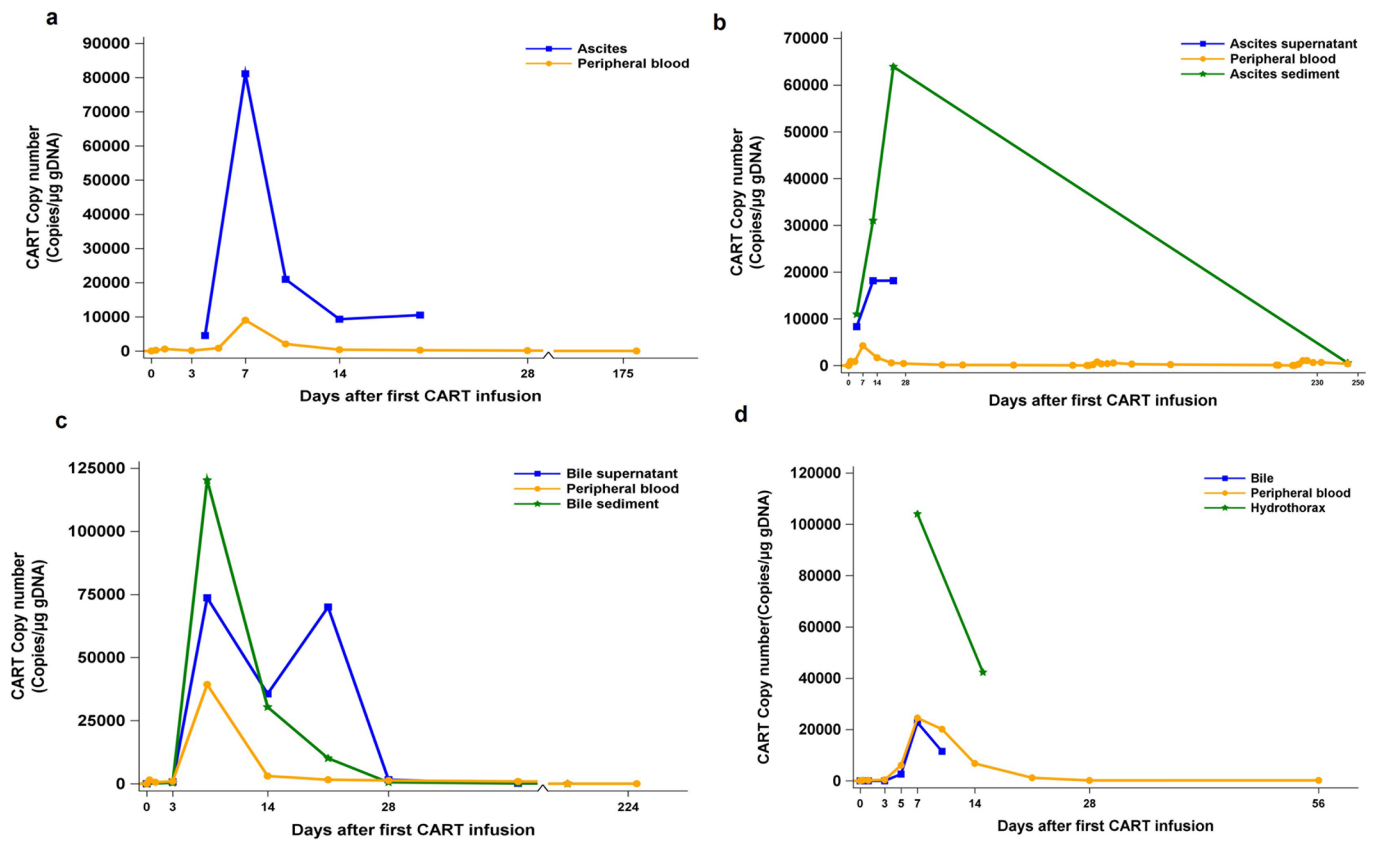 a
90000
80000
70000
60000
50000
40000
30000
20000
10000
0
CART Copy number
(Copies/µg gDNA)
Ascites
Peripheral blood
0 3 7 14 28 175
Days after first CART infusion
b
70000
60000
50000
40000
30000
20000
10000
0
CART Copy number
(Copies/µg gDNA)
Ascites supernatant
Peripheral blood
Ascites sediment
0 7 14 28 230 250
Days after first CART infusion
c
125000
100000
75000
50000
25000
0
CART Copy number
(Copies/µg gDNA)
Bile supernatant
Peripheral blood
Bile sediment
0 3 14 28 224
Days after first CART infusion
d
120000
100000
80000
60000
40000
20000
0
CART Copy number(Copies/µg gDNA)
Bile
Peripheral blood
Hydrothorax
0 3 5 7 14 28 56
Days after first CART infusion